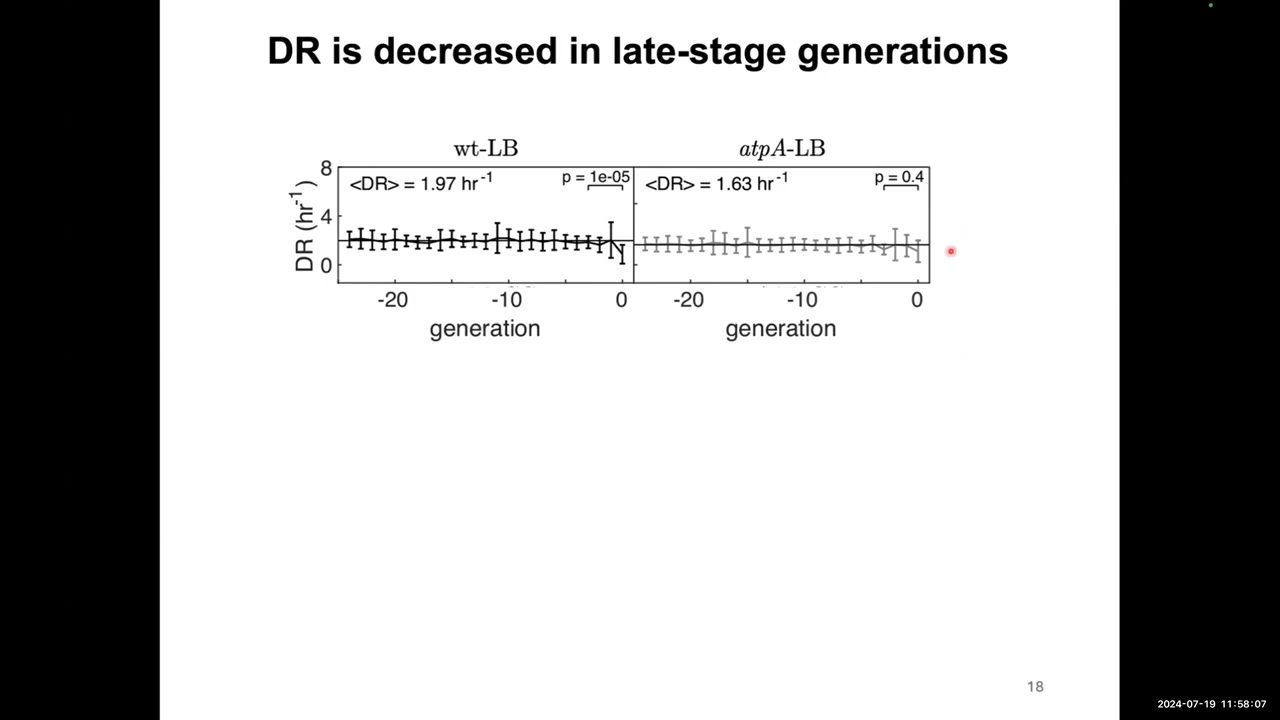 DR is decreased in late-stage generations
wt-LB
atpA-LB
8
4
0
DR (hr-1)
<DR> = 1.97 hr-1
p = 1e-05
<DR> = 1.63 hr-1
p = 0.4
-20
-10
0
-20
-10
0
generation
generation
18
2024-07-19 11:58:07